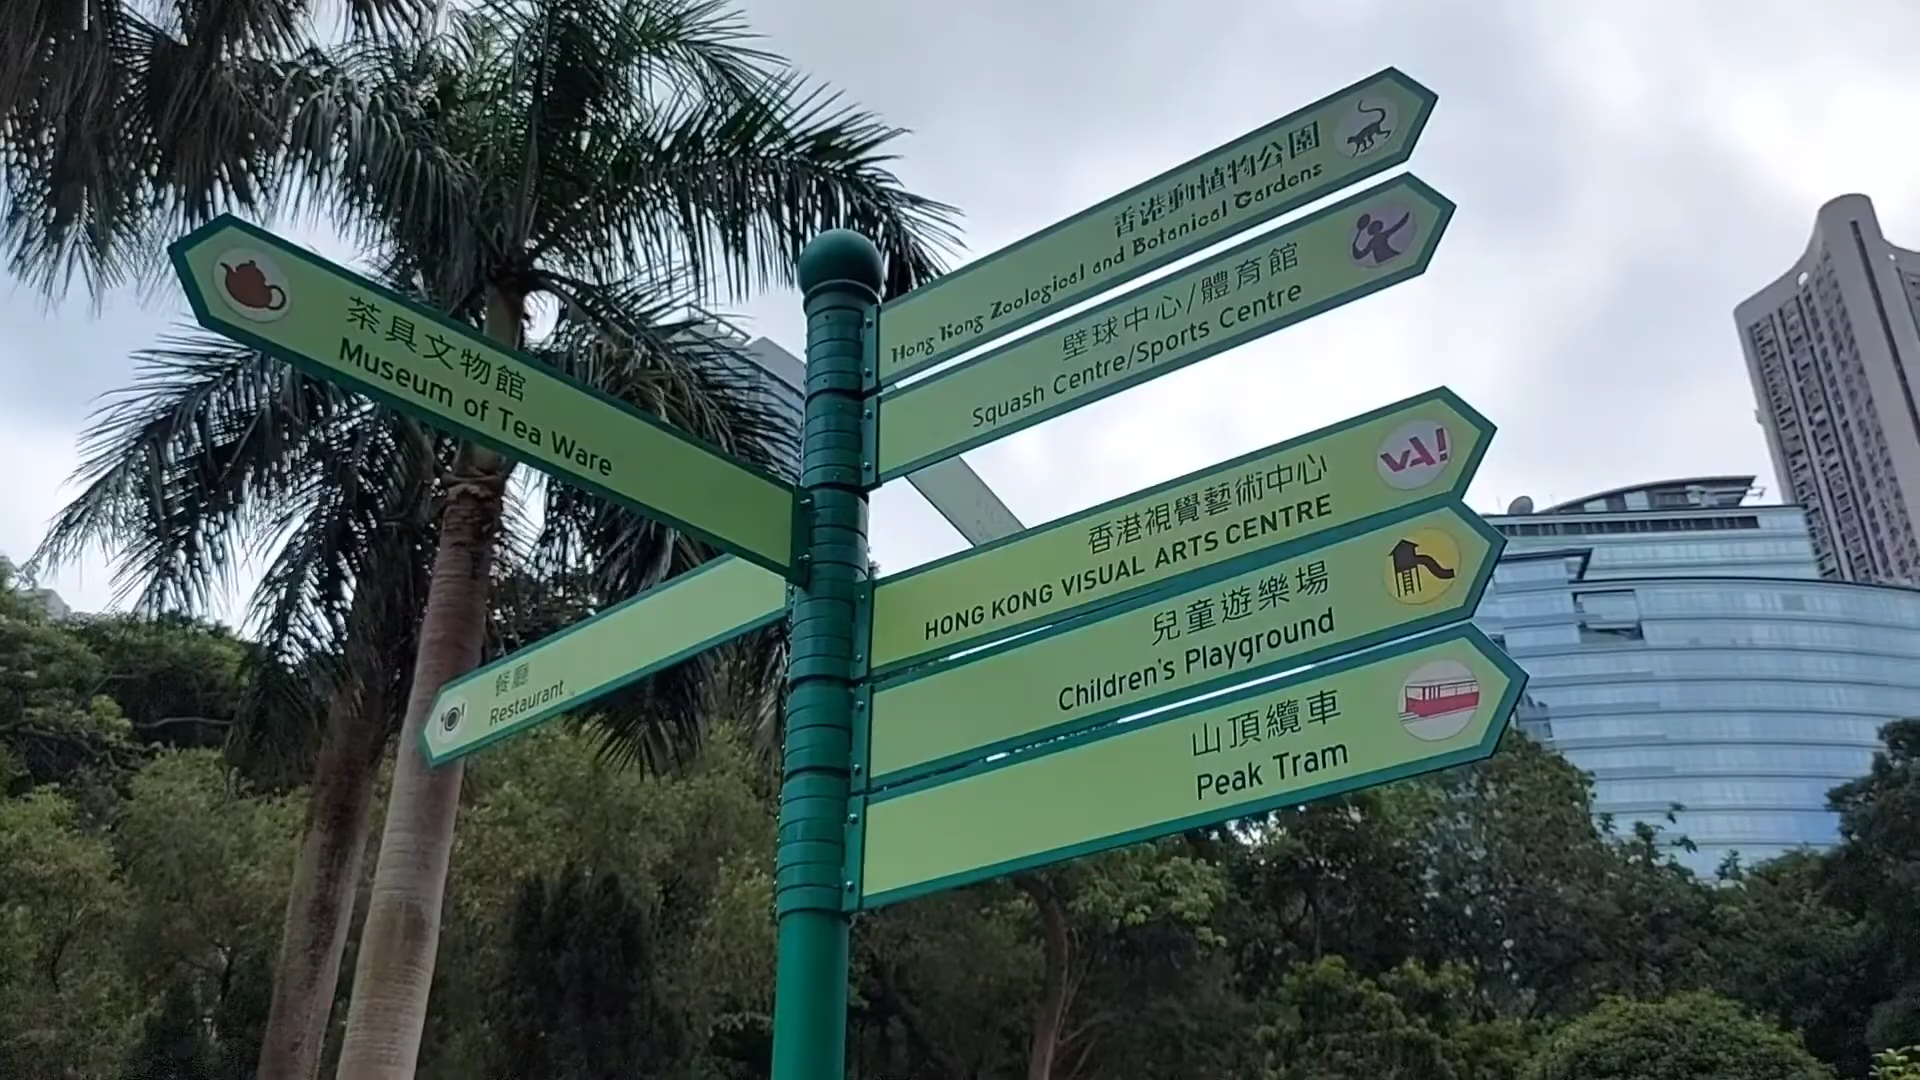 茶具文物館
Museum of Tea Ware
餐廳
Restaurant
香港動植物公園
Hong Kong Zoological and Botanical Gardens
壁球中心/體育館
Squash Centre/Sports Centre
香港視覺藝術中心
HONG KONG VISUAL ARTS CENTRE
VA!
兒童遊樂場
Children's Playground
山頂纜車
Peak Tram